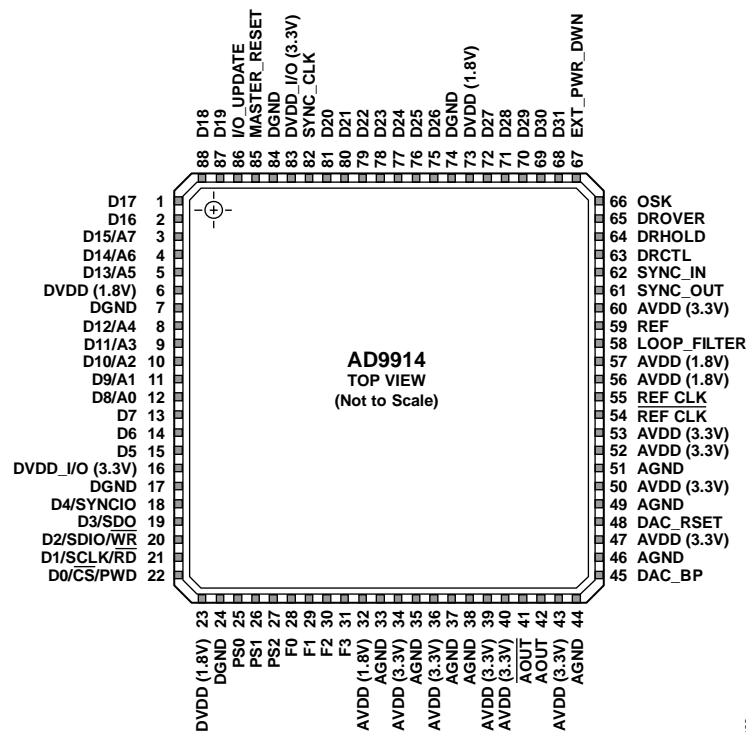 88 D18
87 D19
86 I/O_UPDATE
85 MASTER_RESET
84 DGND
83 DVDD_I/O (3.3V)
82 SYNC_CLK
81 D20
80 D21
79 D22
78 D23
77 D24
76 D25
75 D26
74 DGND
73 DVDD (1.8V)
72 D27
71 D28
70 D29
69 D30
68 D31
67 EXT_PWR_DWN
D17 1
D16 2
D15/A7 3
D14/A6 4
D13/A5 5
DVDD (1.8V) 6
DGND 7
D12/A4 8
D11/A3 9
D10/A2 10
D9/A1 11
D8/A0 12
D7 13
D6 14
D5 15
DVDD_I/O (3.3V) 16
DGND 17
D4/SYNCIO 18
D3/SDO 19
D2/SDIO/WR 20
D1/SCLK/RD 21
D0/CS/PWD 22
AD9914
TOP VIEW
(Not to Scale)
66 OSK
65 DROVER
64 DRHOLD
63 DRCTL
62 SYNC_IN
61 SYNC_OUT
60 AVDD (3.3V)
59 REF
58 LOOP_FILTER
57 AVDD (1.8V)
56 AVDD (1.8V)
55 REF CLK
54 REF CLK
53 AVDD (3.3V)
52 AVDD (3.3V)
51 AGND
50 AVDD (3.3V)
49 AGND
48 DAC_RSET
47 AVDD (3.3V)
46 AGND
45 DAC_BP
DVDD (1.8V) 23
DGND 24
PS0 25
PS1 26
PS2 27
F0 28
F1 29
F2 30
F3 31
AVDD (1.8V) 32
AGND 33
AVDD (3.3V) 34
AGND 35
AVDD (3.3V) 36
AGND 37
AGND 38
AVDD (3.3V) 39
AVDD (3.3V) 40
AOUT 41
AOUT 42
AVDD (3.3V) 43
AGND 44